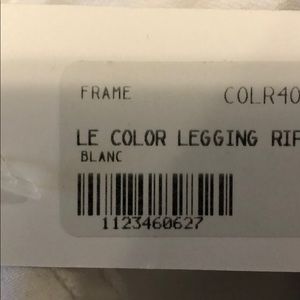 FRAME COLR40
LE COLOR LEGGING RIF
BLANC
1123460627